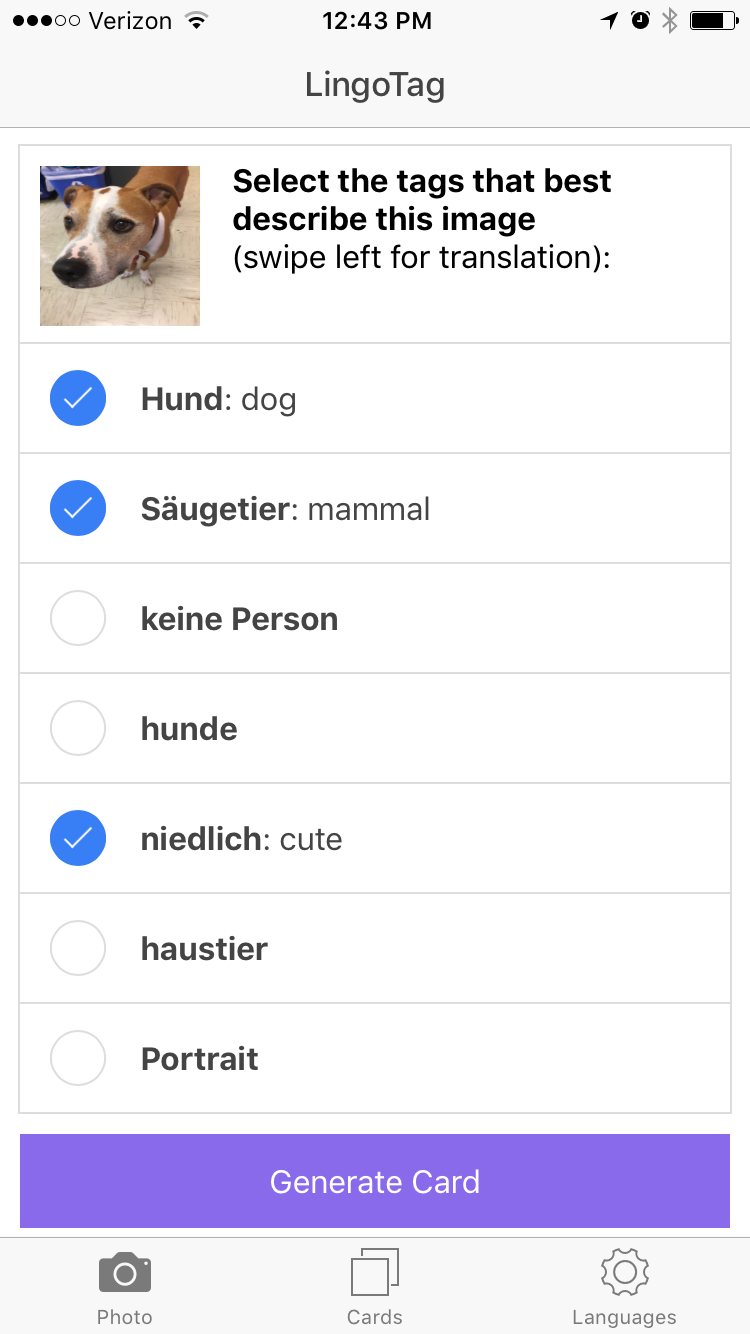 Verizon 12:43 PM
LingoTag
Select the tags that best
describe this image
(swipe left for translation):
Hund: dog
Säugetier: mammal
keine Person
hunde
niedlich: cute
haustier
Portrait
Generate Card
Photo Cards Languages